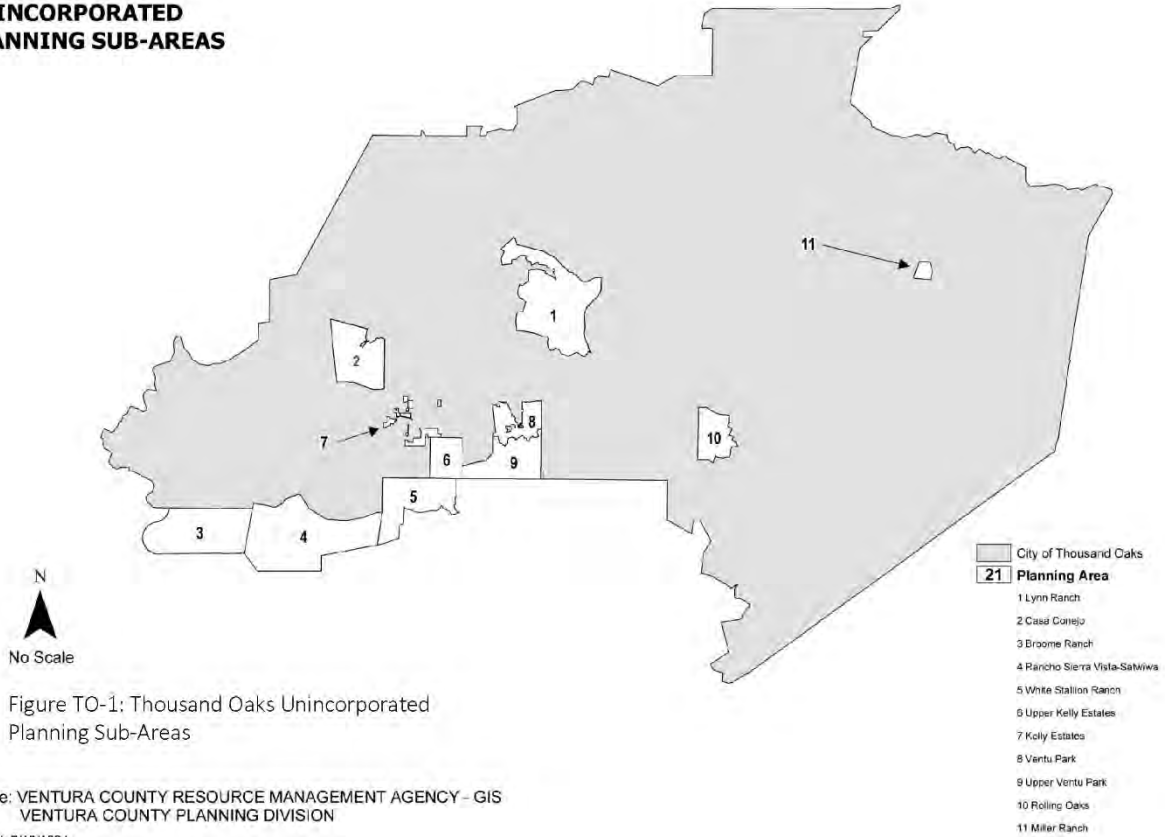 INCORPORATED
ANNING SUB-AREAS
11
1
2
7
8
6
9
10
5
3
4
N
No Scale
City of Thousand Oaks
21 Planning Area
1 Lynn Ranch
2 Casa Conejo
3 Broome Ranch
4 Rancho Sierra Vista-Satwiwa
5 White Stallion Ranch
6 Upper Kelly Estates
7 Kelly Estates
8 Ventu Park
9 Upper Ventu Park
10 Rolling Oaks
11 Miller Ranch
Figure TO-1: Thousand Oaks Unincorporated
Planning Sub-Areas
e: VENTURA COUNTY RESOURCE MANAGEMENT AGENCY - GIS
VENTURA COUNTY PLANNING DIVISION